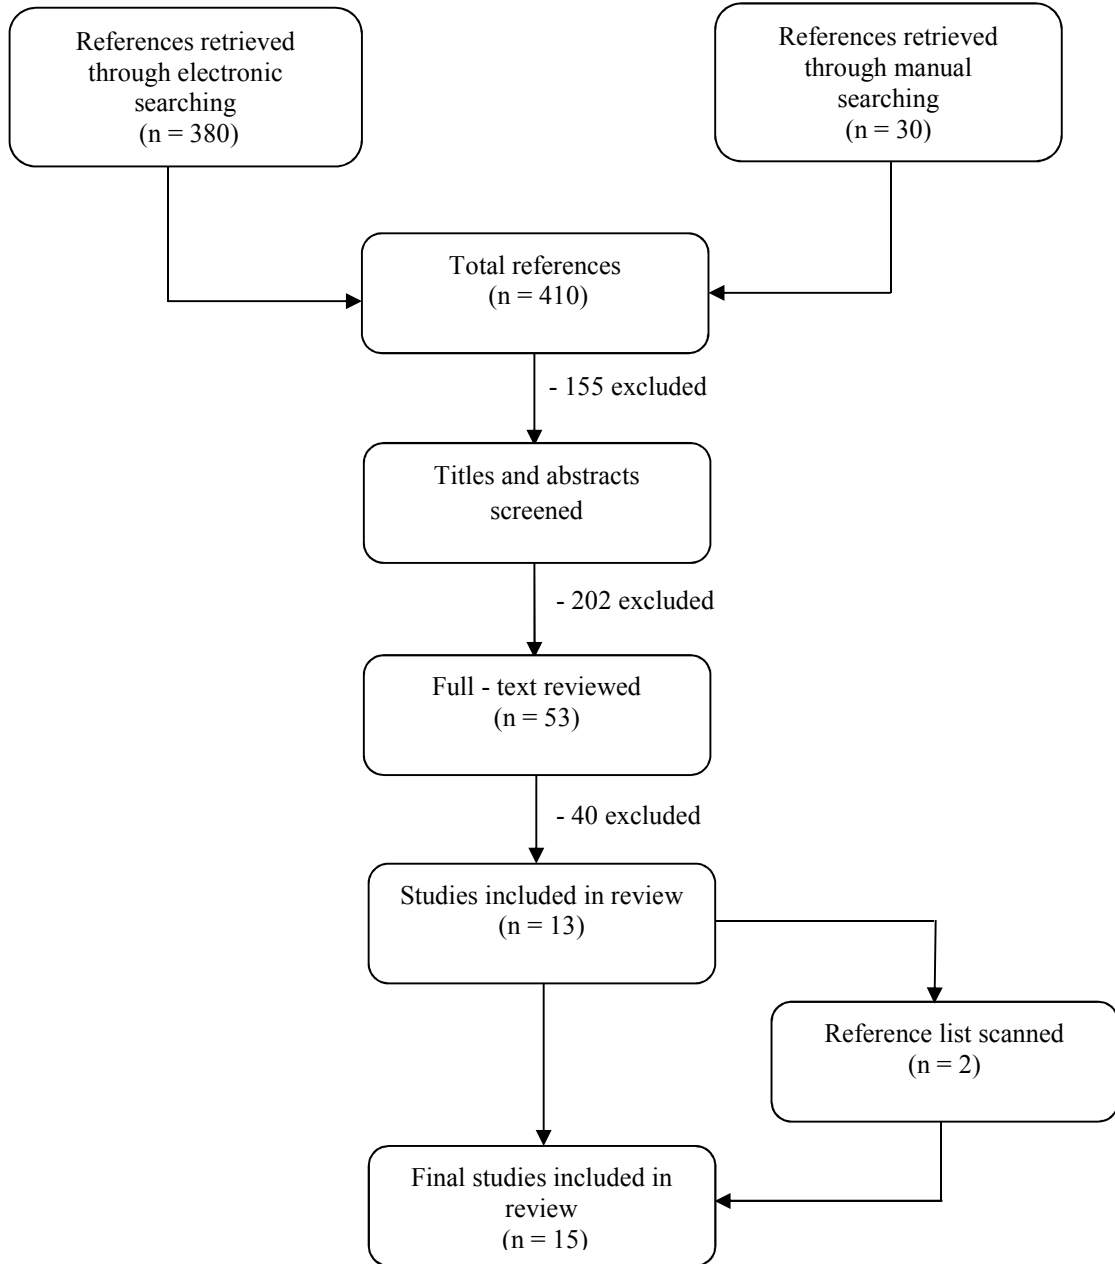 References retrieved
through electronic
searching
(n = 380)
References retrieved
through manual
searching
(n = 30)
Total references
(n = 410)
- 155 excluded
Titles and abstracts
screened
- 202 excluded
Full - text reviewed
(n = 53)
- 40 excluded
Studies included in review
(n = 13)
Reference list scanned
(n = 2)
Final studies included in
review
(n = 15)